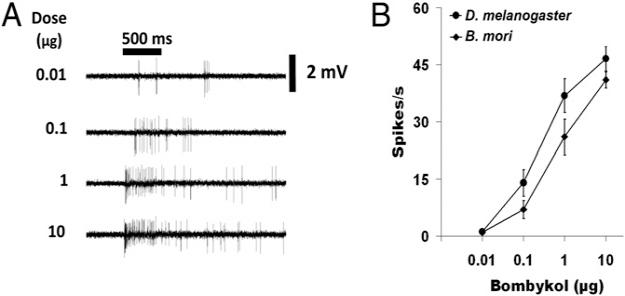 A
Dose
(µg)
500 ms
0.01
2 mV
0.1
1
10
B
60
D. melanogaster
B. mori
45
30
15
0
Spikes/s
0.01 0.1 1 10
Bombykol (µg)